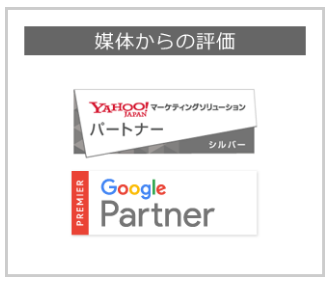 媒体からの評価
YAHOO! JAPAN マーケティングソリューション
パートナー
シルバー
PREMIER
Google
Partner